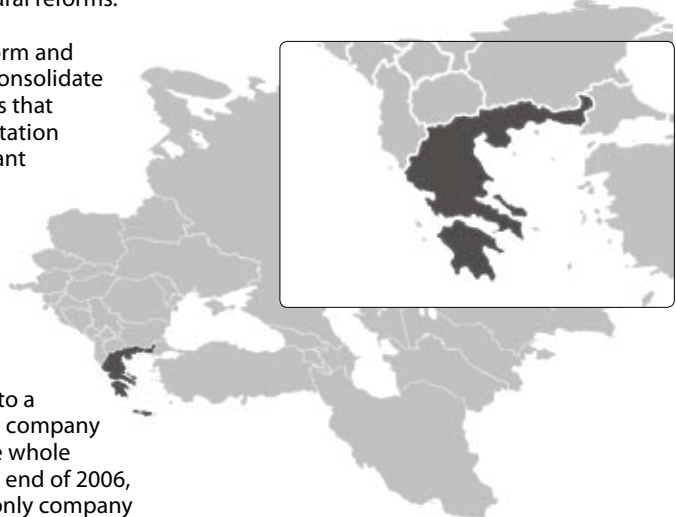 ural reforms.
orm and
onsolidate
s that
tation
ant
to a
company
e whole
end of 2006,
only company